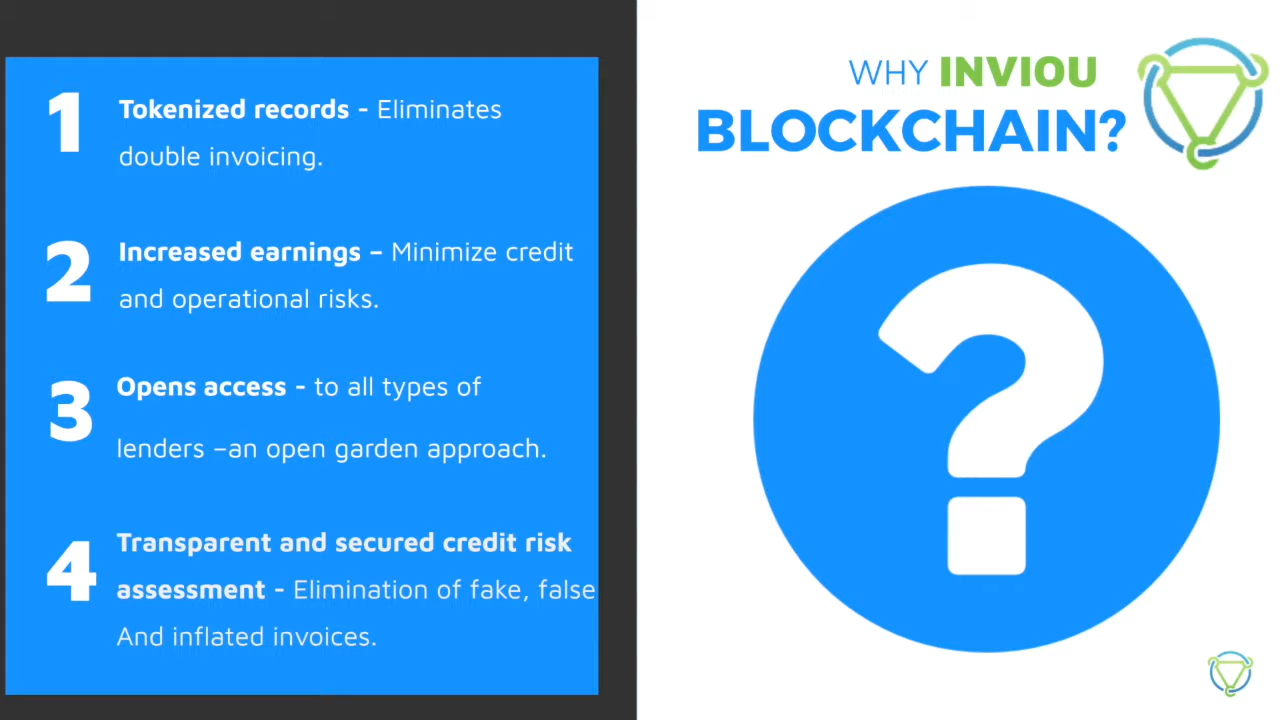 1
Tokenized records - Eliminates
double invoicing.
2
Increased earnings – Minimize credit
and operational risks.
3
Opens access - to all types of
lenders –an open garden approach.
4
Transparent and secured credit risk
assessment - Elimination of fake, false
And inflated invoices.
WHY INVIOU
BLOCKCHAIN?
?